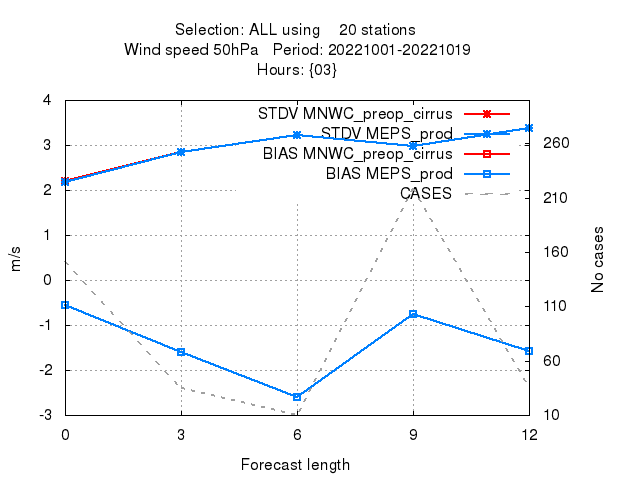 Selection: ALL using    20 stations
Wind speed 50hPa   Period: 20221001-20221019
Hours: {03}
STDV MNWC_preop_cirrus
STDV MEPS_prod
BIAS MNWC_preop_cirrus
BIAS MEPS_prod
CASES
4
3
2
1
0
-1
-2
-3
m/s
260
210
160
110
60
10
No cases
0 3 6 9 12
Forecast length